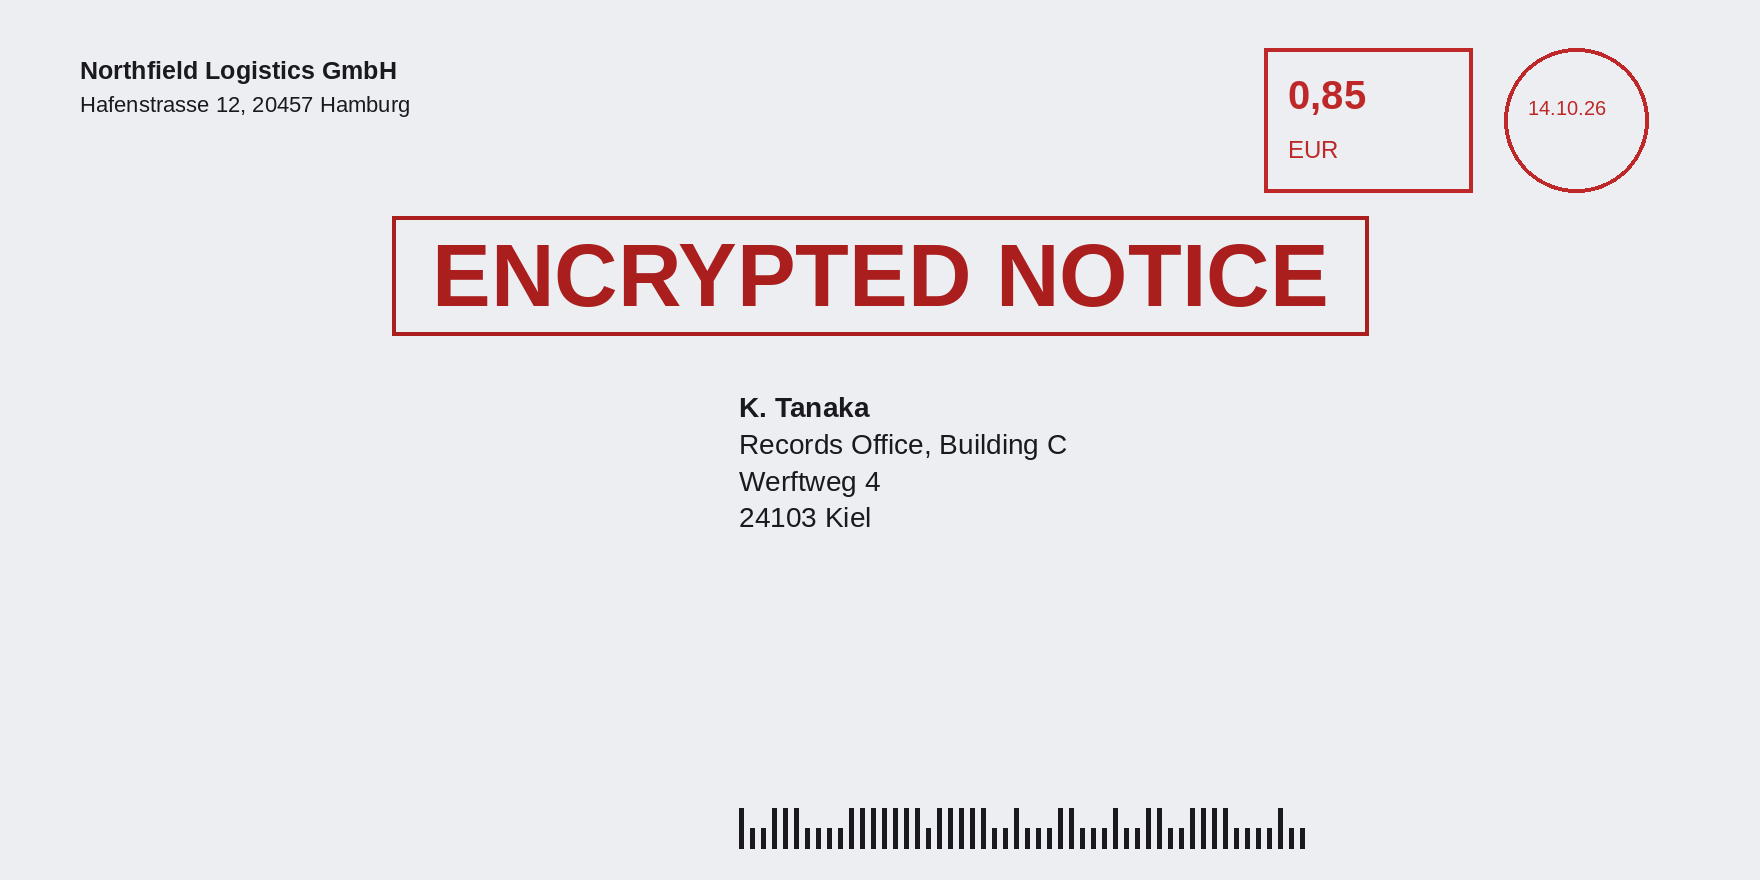 Northfield Logistics GmbH
Hafenstrasse 12, 20457 Hamburg
0,85
EUR
14.10.26
ENCRYPTED NOTICE
K. Tanaka
Records Office, Building C
Werftweg 4
24103 Kiel